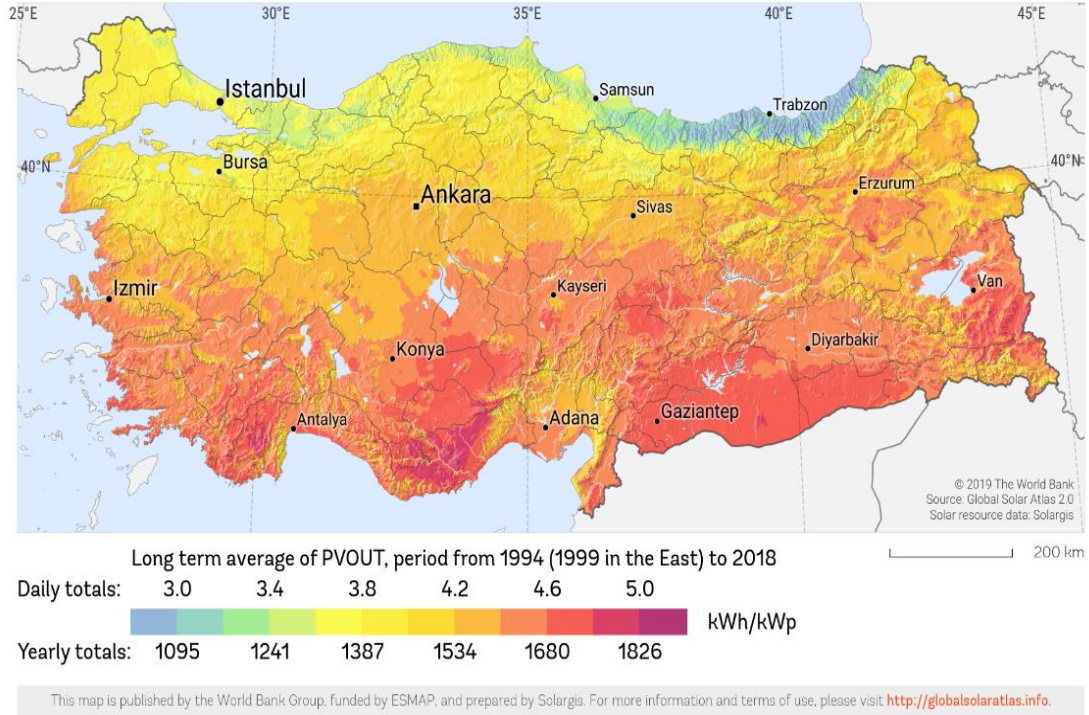 25°E 30°E 35°E 40°E 45°E
Istanbul
Samsun
Trabzon
40°N
Bursa
40°N
Ankara
Erzurum
Sivas
Izmir
Kayseri
Van
Konya
Diyarbakir
Antalya
Adana
Gaziantep
© 2019 The World Bank
Source: Global Solar Atlas 2.0
Solar resource data: Solargis
Long term average of PVOUT, period from 1994 (1999 in the East) to 2018
200 km
Daily totals: 3.0 3.4 3.8 4.2 4.6 5.0
kWh/kWp
Yearly totals: 1095 1241 1387 1534 1680 1826
This map is published by the World Bank Group, funded by ESMAP, and prepared by Solargis. For more information and terms of use, please visit http://globalsolaratlas.info.